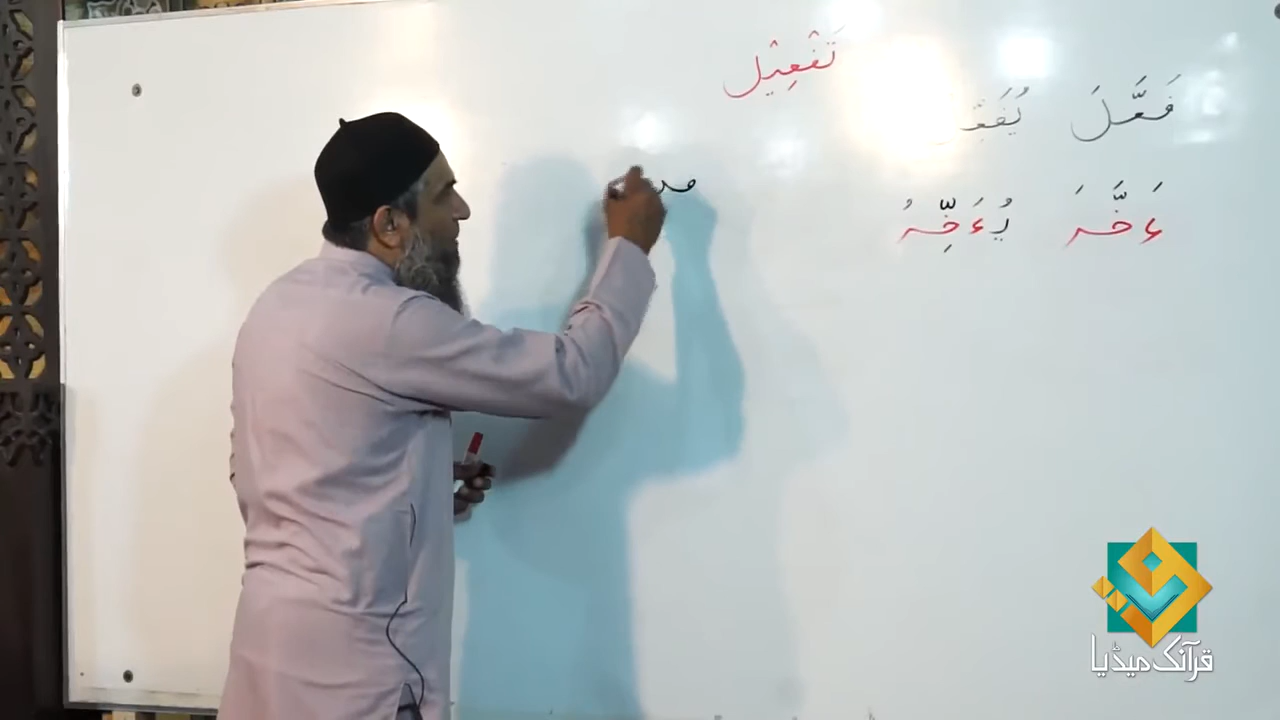 تَفْعِيْل
فَعَّلَ
ءَخَّرَ يُءَخِّرُ
قرآنک میڈیا